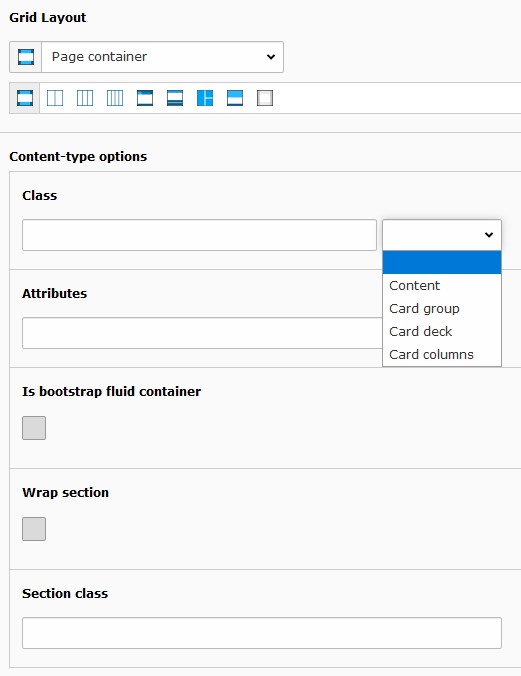 Grid Layout
Page container
Content-type options
Class
Content
Card group
Card deck
Card columns
Attributes
Is bootstrap fluid container
Wrap section
Section class